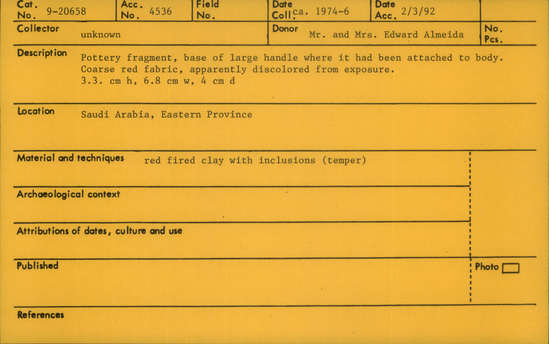 Cat. No. 9-20658 Acc. No. 4536 Field No. Date Coll. ca. 1974-6 Date Acc. 2/3/92
Collector unknown Donor Mr. and Mrs. Edward Almeida No. Pcs.
Description Pottery fragment, base of large handle where it had been attached to body.
Coarse red fabric, apparently discolored from exposure.
3.3. cm h, 6.8 cm w, 4 cm d
Location Saudi Arabia, Eastern Province
Material and techniques red fired clay with inclusions (temper)
Archaeological context
Attributions of dates, culture and use
Published Photo
References